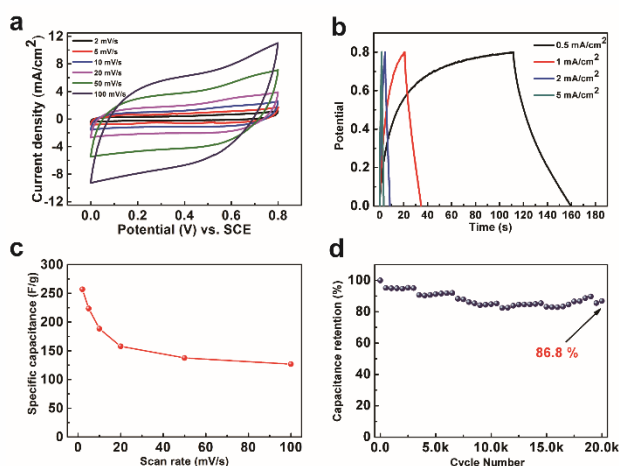 a
Current density (mA/cm²)
12
8
4
0
-4
-8
-12
2 mV/s
5 mV/s
10 mV/s
20 mV/s
50 mV/s
100 mV/s
0.0 0.2 0.4 0.6 0.8
Potential (V) vs. SCE
b
Potential
0.8
0.6
0.4
0.2
0.0
0.5 mA/cm²
1 mA/cm²
2 mA/cm²
5 mA/cm²
0 20 40 60 80 100 120 140 160 180
Time (s)
c
Specific capacitance (F/g)
300
250
200
150
100
50
0
0 20 40 60 80 100
Scan rate (mV/s)
d
Capacitance retention (%)
100
80
60
40
20
0
86.8 %
0.0 5.0k 10.0k 15.0k 20.0k
Cycle Number